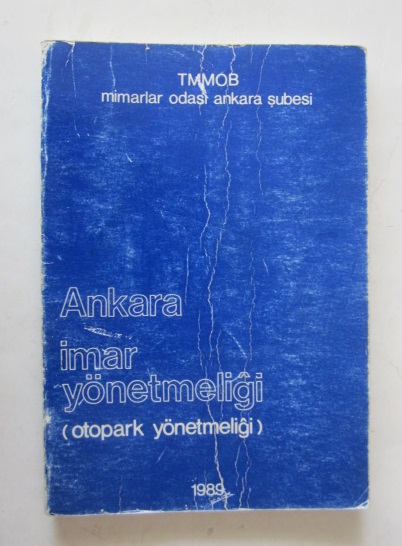 TMMOB
mimarlar odası ankara şubesi
Ankara
imar
yönetmeliği
(otopark yönetmeliği)
1989